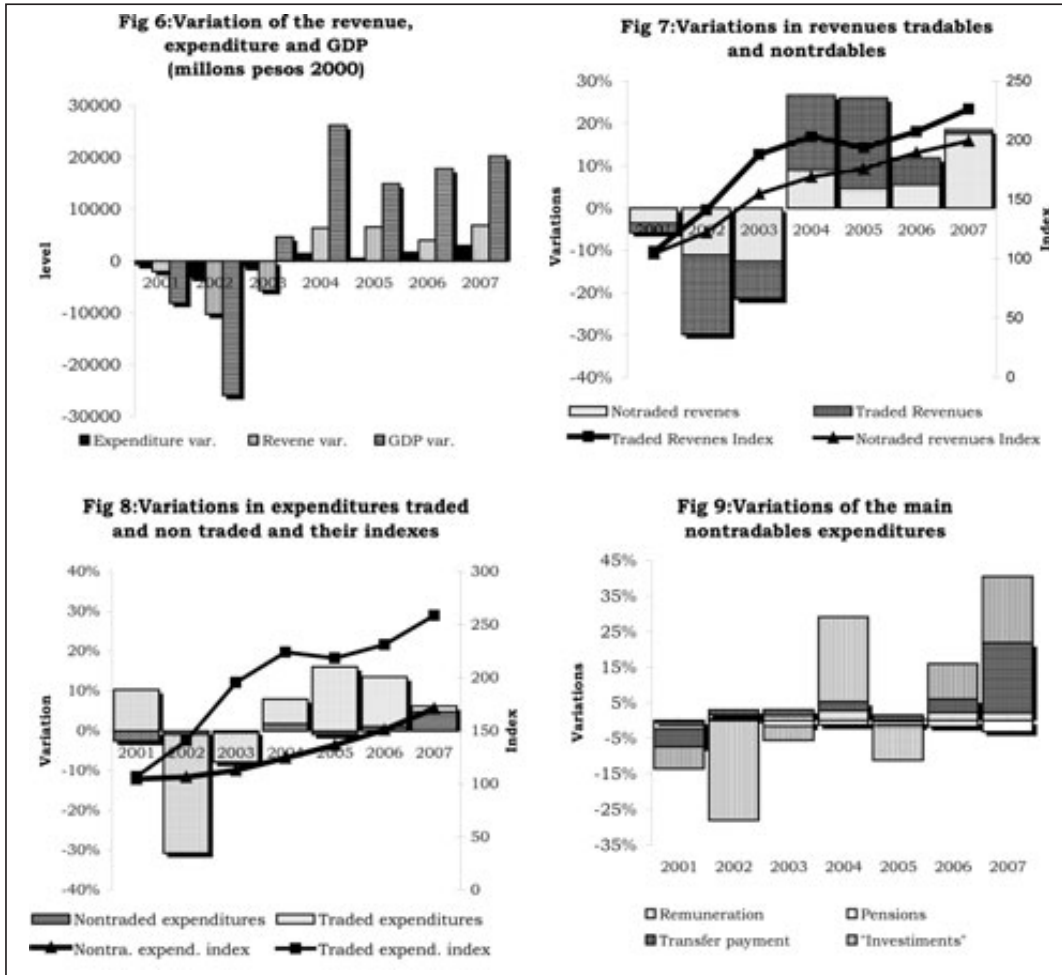 Fig 6:Variation of the revenue,
expenditure and GDP
(millons pesos 2000)
30000
20000
10000
0
-10000
-20000
-30000
level
2001 2002 2003 2004 2005 2006 2007
Expenditure var. Revene var. GDP var.
Fig 7:Variations in revenues tradables
and nontrdables
30%
20%
10%
0%
-10%
-20%
-30%
-40%
Variations
250
200
150
100
50
0
Index
2001 2002 2003 2004 2005 2006 2007
Notraded revenes Traded Revenues
Traded Revenes Index Notraded revenues Index
Fig 8:Variations in expenditures traded
and non traded and their indexes
40%
30%
20%
10%
0%
-10%
-20%
-30%
-40%
Variation
300
250
200
150
100
50
0
Index
2001 2002 2003 2004 2005 2006 2007
Nontraded expenditures Traded expenditures
Nontra. expend. index Traded expend. index
Fig 9:Variations of the main
nontradables expenditures
45%
35%
25%
15%
5%
-5%
-15%
-25%
-35%
Variations
2001 2002 2003 2004 2005 2006 2007
Remuneration Pensions
Transfer payment "Investiments"